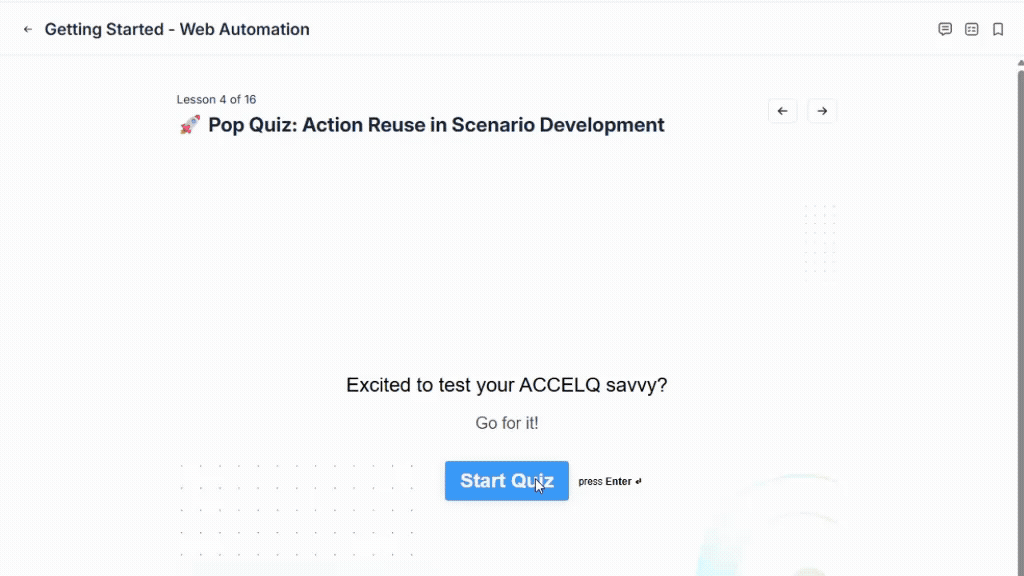 Getting Started - Web Automation
Lesson 4 of 16
🚀 Pop Quiz: Action Reuse in Scenario Development
Excited to test your ACCELQ savvy?
Go for it!
Start Quiz
press Enter ↵